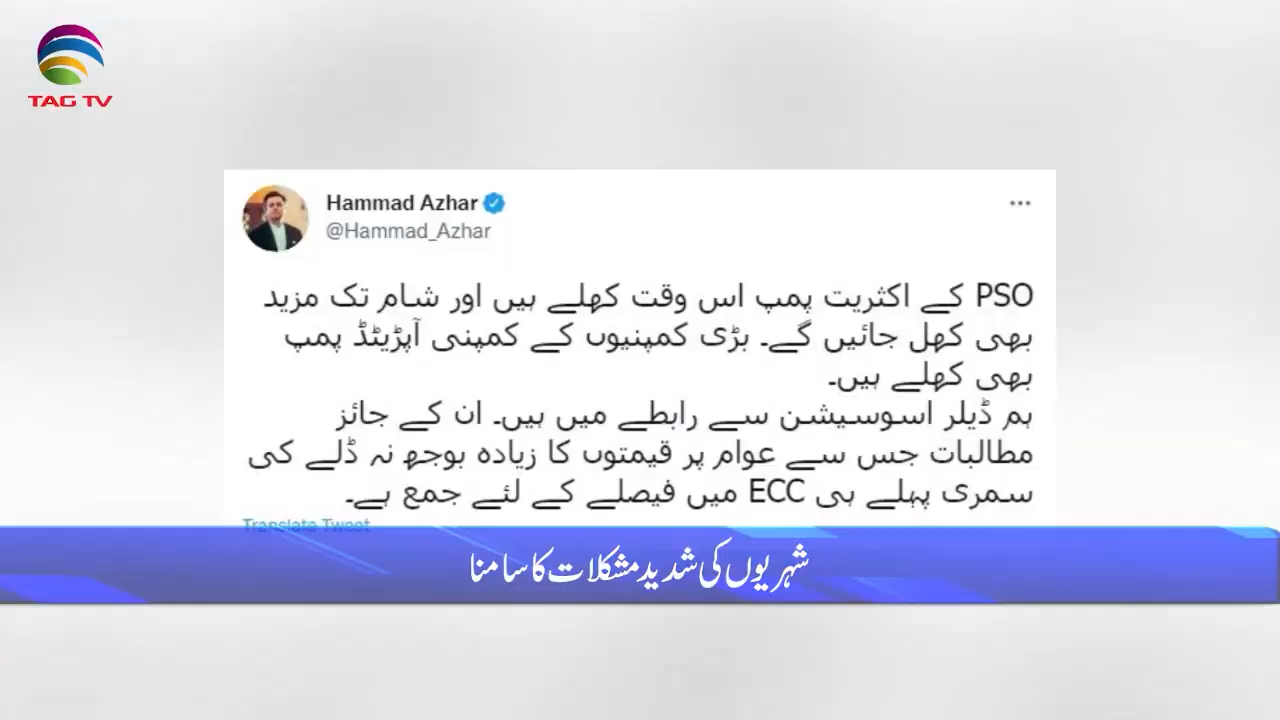 TAG TV
Hammad Azhar
@Hammad_Azhar
PSO کے اکثریت پمپ اس وقت کھلے ہیں اور شام تک مزید
بھی کھل جائیں گے۔ بڑی کمپنیوں کے کمپنی آپڑیٹڈ پمپ
بھی کھلے ہیں۔
ہم ڈیلر اسوسیشن سے رابطے میں ہیں۔ ان کے جائز
مطالبات جس سے عوام پر قیمتوں کا زیادہ بوجھ نہ ڈلے کی
سمری پہلے ہی ECC میں فیصلے کے لئے جمع ہے۔
Translate Tweet
شہریوں کی شدید مشکلات کا سامنا